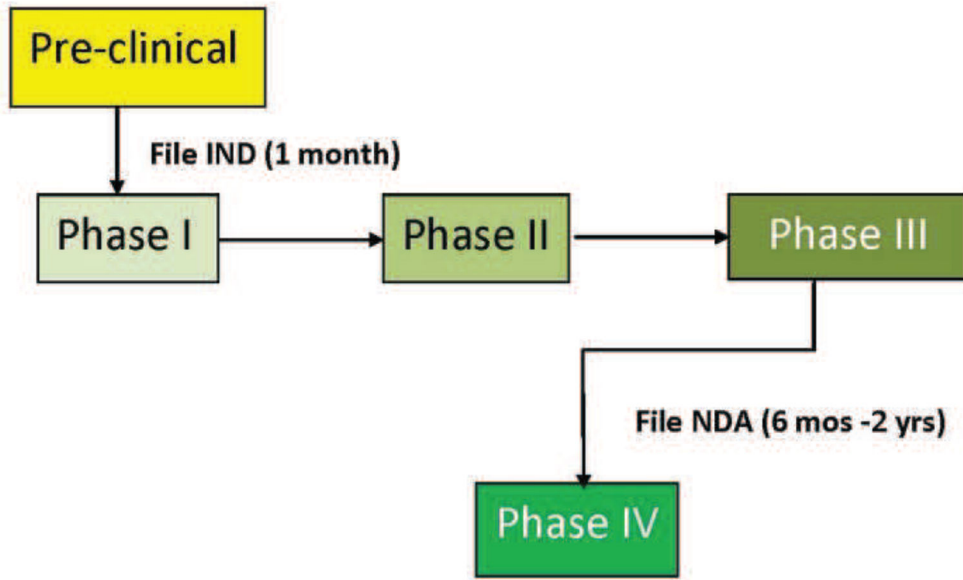 Pre-clinical
File IND (1 month)
Phase I
Phase II
Phase III
File NDA (6 mos -2 yrs)
Phase IV